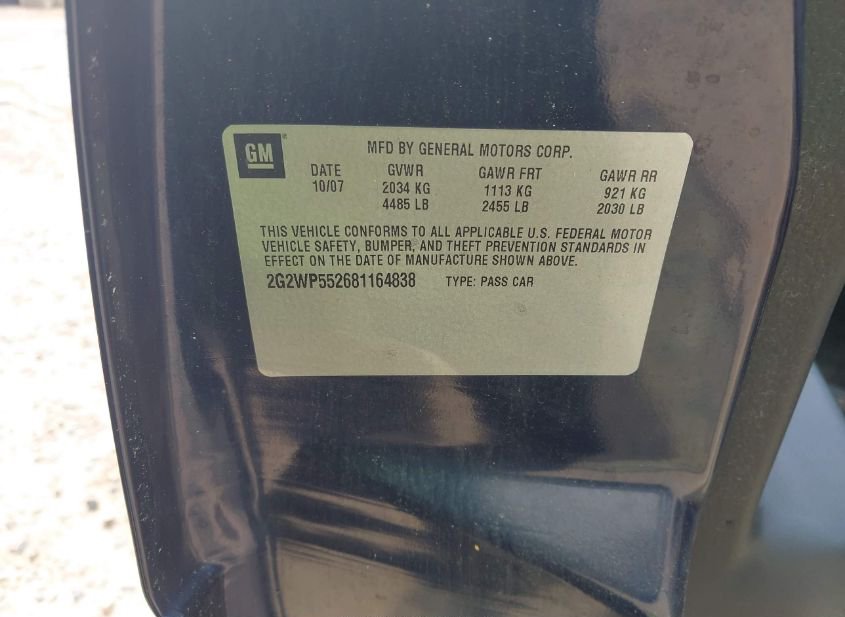 GM
MFD BY GENERAL MOTORS CORP.
DATE GVWR GAWR FRT GAWR RR
10/07 2034 KG 1113 KG 921 KG
4485 LB 2455 LB 2030 LB
THIS VEHICLE CONFORMS TO ALL APPLICABLE U.S. FEDERAL MOTOR
VEHICLE SAFETY, BUMPER, AND THEFT PREVENTION STANDARDS IN
EFFECT ON THE DATE OF MANUFACTURE SHOWN ABOVE.
2G2WP552681164838 TYPE: PASS CAR